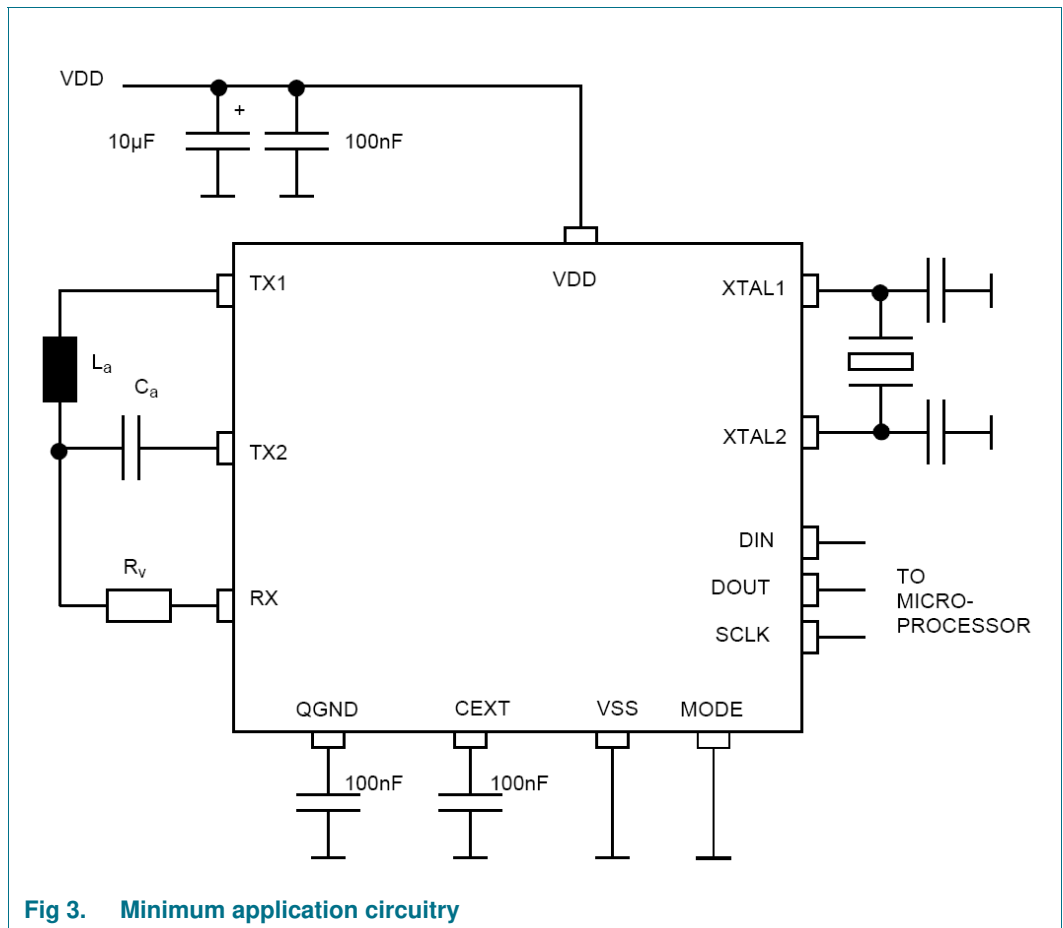 VDD
+
10µF
100nF
TX1
VDD
XTAL1
La
Ca
TX2
XTAL2
DIN
Rv
RX
DOUT
TO
MICRO-
PROCESSOR
SCLK
QGND
CEXT
VSS
MODE
100nF
100nF
Fig 3. Minimum application circuitry